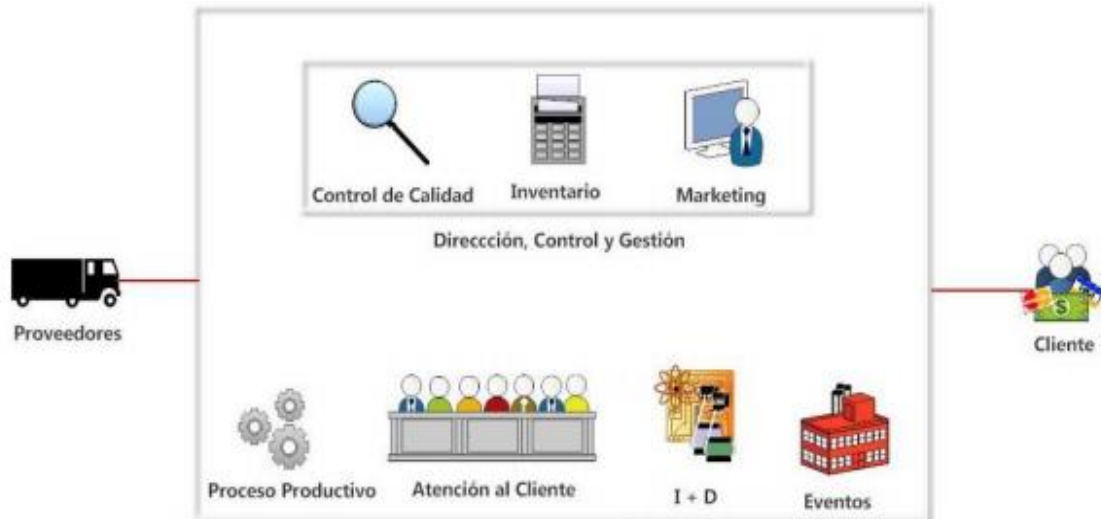 Control de Calidad
Inventario
Marketing
Direccción, Control y Gestión
Proveedores
Cliente
$
Proceso Productivo
Atención al Cliente
I + D
Eventos